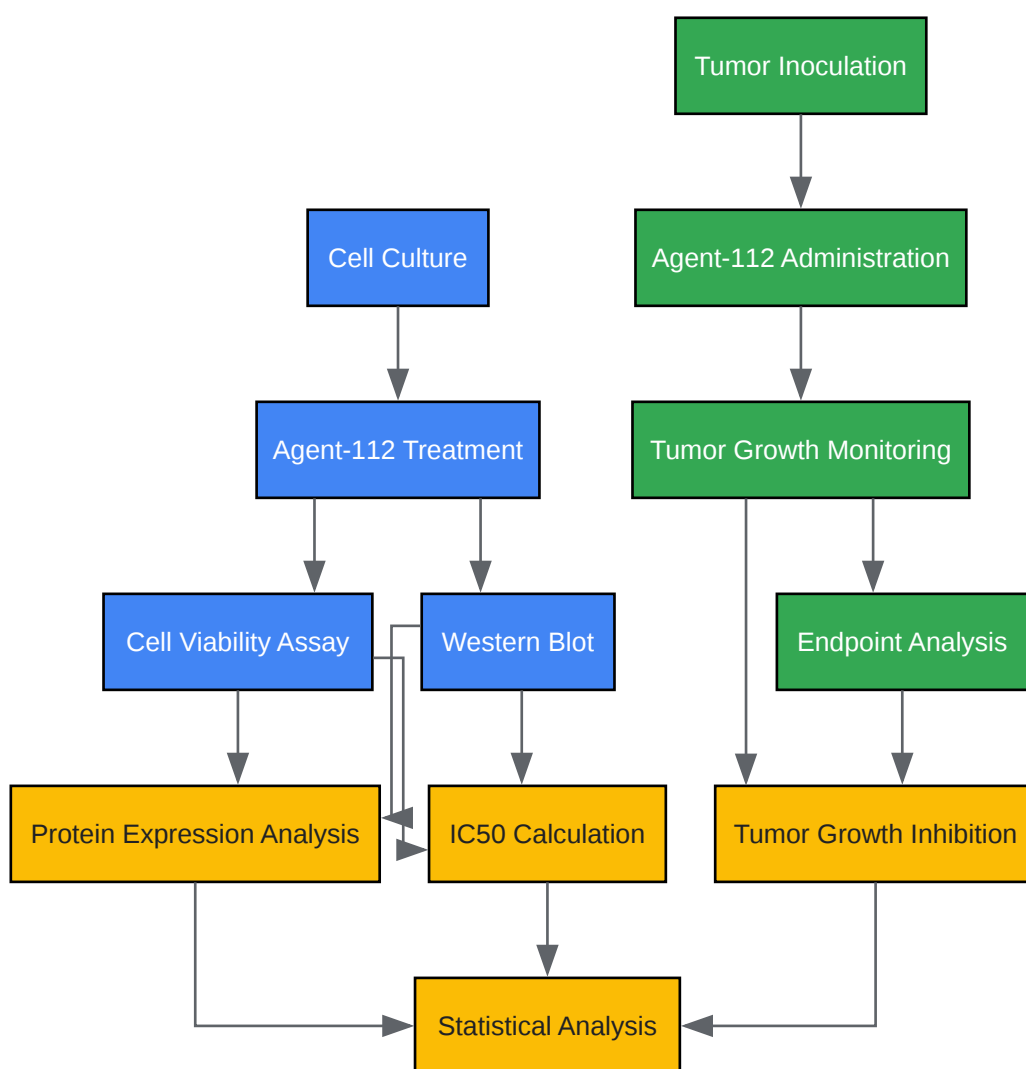 Tumor Inoculation
Cell Culture
Agent-112 Administration
Agent-112 Treatment
Tumor Growth Monitoring
Cell Viability Assay
Western Blot
Endpoint Analysis
Protein Expression Analysis
IC50 Calculation
Tumor Growth Inhibition
Statistical Analysis